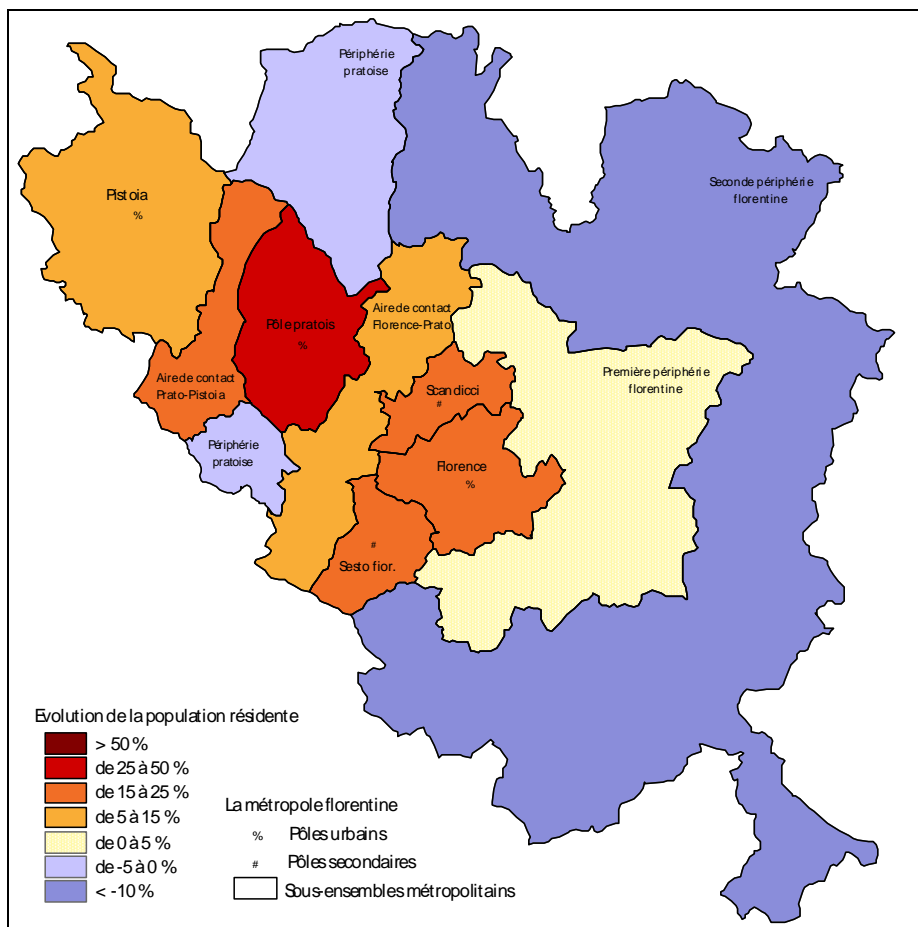 Périphérie
pratoise
Pistoia
%
Seconde périphérie
florentine
Aire de contact
Florence-Prato
Pôle pratois
%
Première périphérie
florentine
Aire de contact
Prato-Pistoia
Scandicci
#
Périphérie
pratoise
Florence
%
#
Sesto fior.
Evolution de la population résidente
> 50 %
de 25 à 50 %
de 15 à 25 %
de 5 à 15 %
de 0 à 5 %
de -5 à 0 %
< -10 %
La métropole florentine
% Pôles urbains
# Pôles secondaires
Sous-ensembles métropolitains